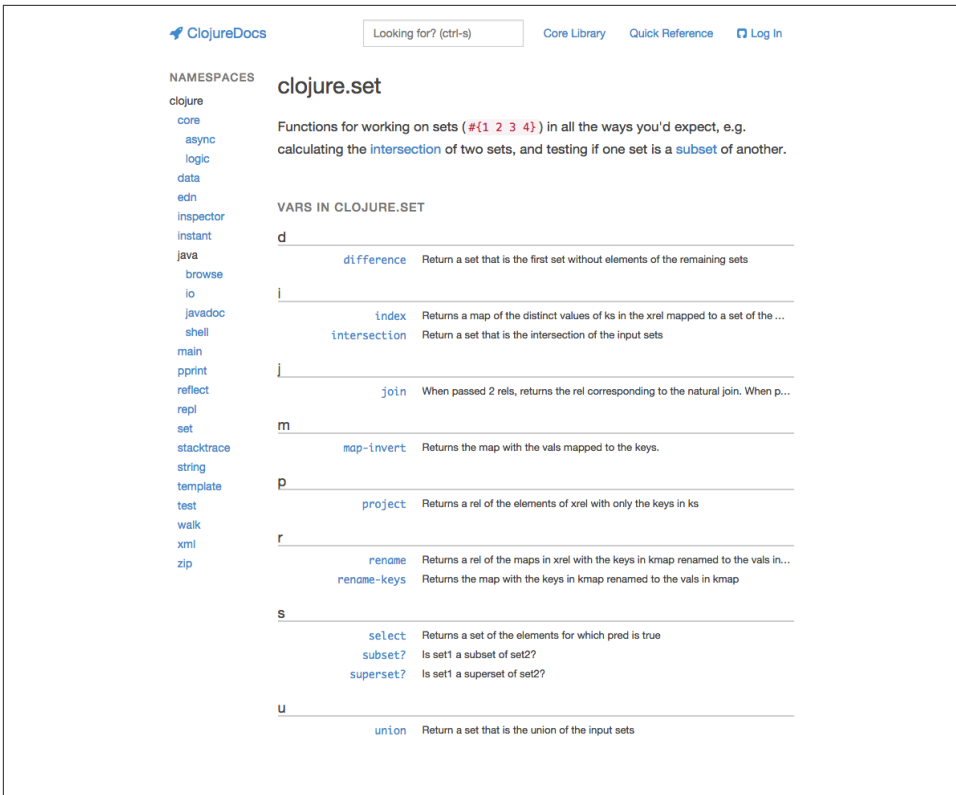 ClojureDocs
Looking for? (ctrl-s)
Core Library
Quick Reference
Log In
NAMESPACES
clojure
core
async
logic
data
edn
inspector
instant
java
browse
io
javadoc
shell
main
pprint
reflect
repl
set
stacktrace
string
template
test
walk
xml
zip
clojure.set
Functions for working on sets (#{1 2 3 4}) in all the ways you'd expect, e.g.
calculating the intersection of two sets, and testing if one set is a subset of another.
VARS IN CLOJURE.SET
d
difference Return a set that is the first set without elements of the remaining sets
i
index Returns a map of the distinct values of ks in the xrel mapped to a set of the ...
intersection Return a set that is the intersection of the input sets
j
join When passed 2 rels, returns the rel corresponding to the natural join. When p...
m
map-invert Returns the map with the vals mapped to the keys.
p
project Returns a rel of the elements of xrel with only the keys in ks
r
rename Returns a rel of the maps in xrel with the keys in kmap renamed to the vals in...
rename-keys Returns the map with the keys in kmap renamed to the vals in kmap
s
select Returns a set of the elements for which pred is true
subset? Is set1 a subset of set2?
superset? Is set1 a superset of set2?
u
union Return a set that is the union of the input sets